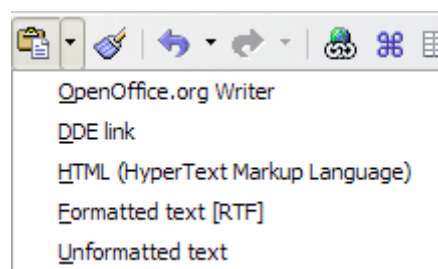 OpenOffice.org Writer
DDE link
HTML (HyperText Markup Language)
Formatted text [RTF]
Unformatted text